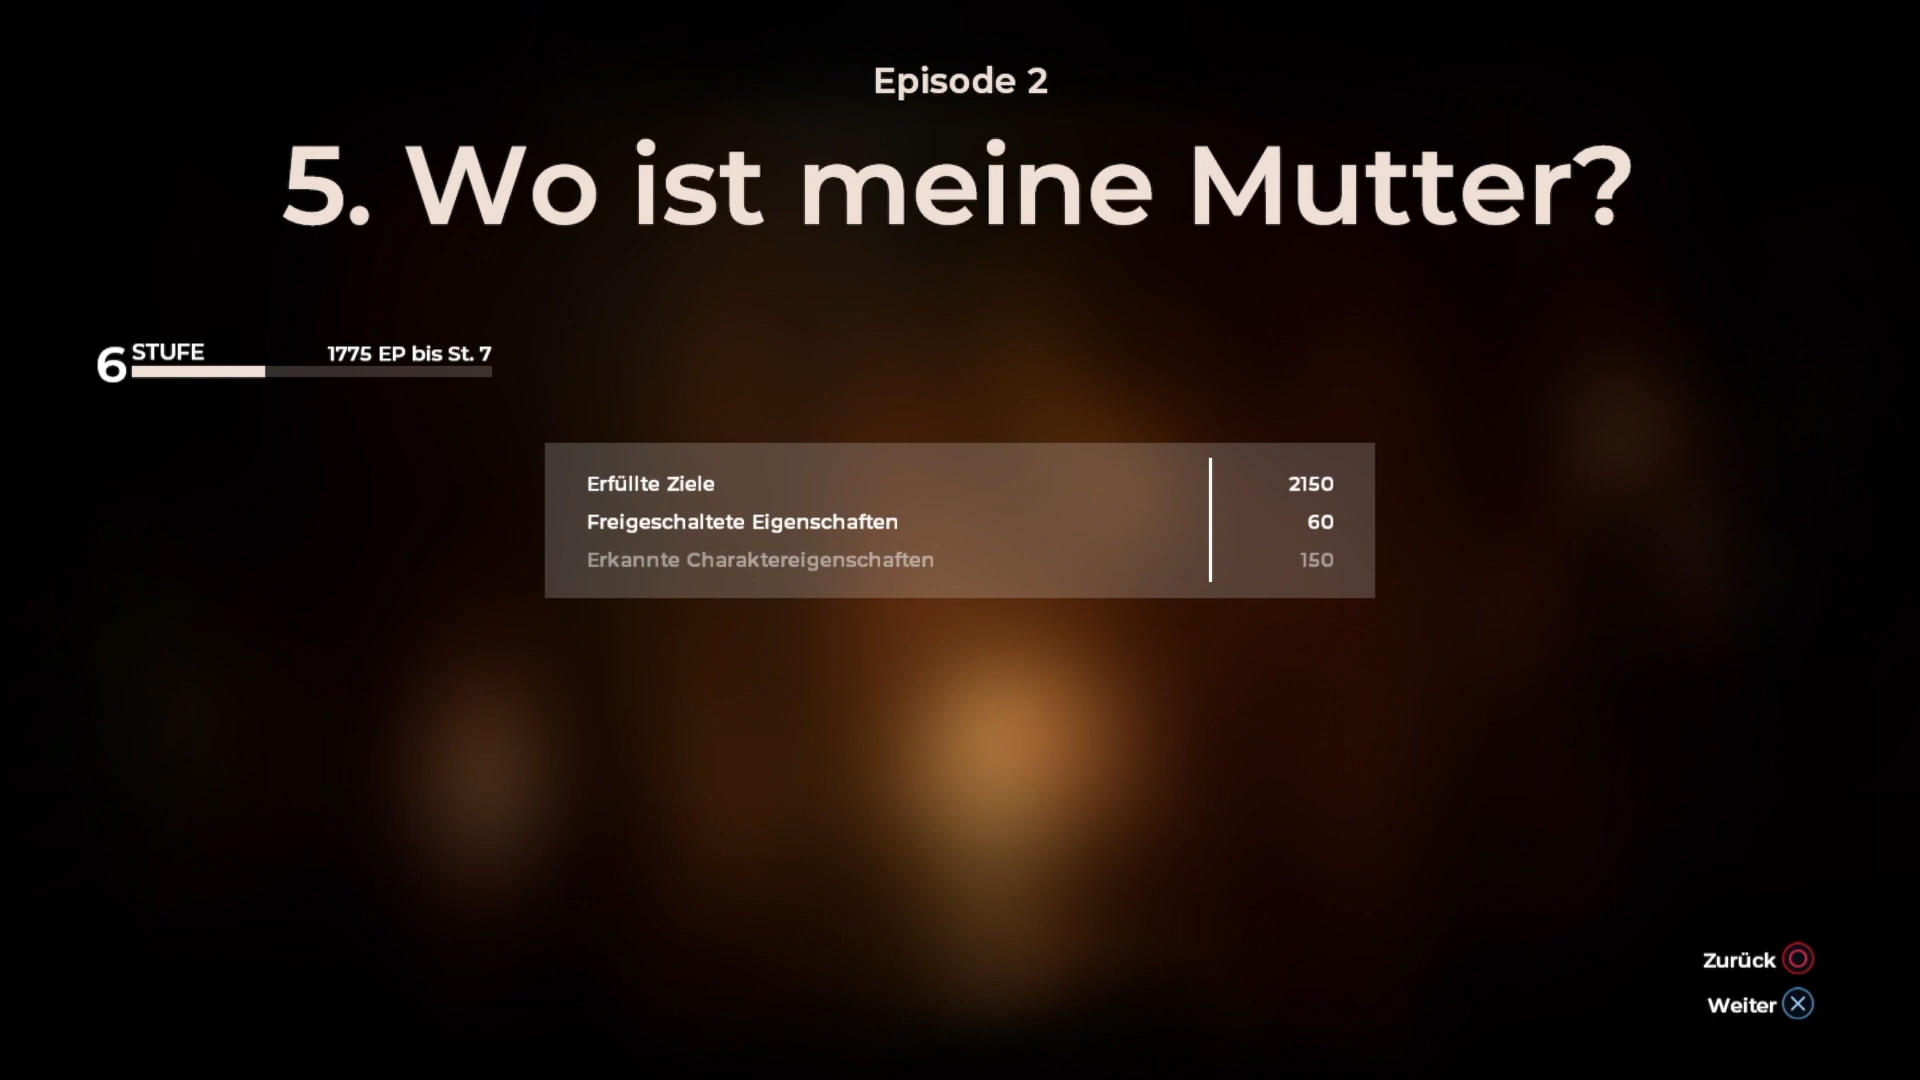 Episode 2
5. Wo ist meine Mutter?
6 STUFE 1775 EP bis St. 7
Erfüllte Ziele 2150
Freigeschaltete Eigenschaften 60
Erkannte Charaktereigenschaften 150
Zurück
Weiter